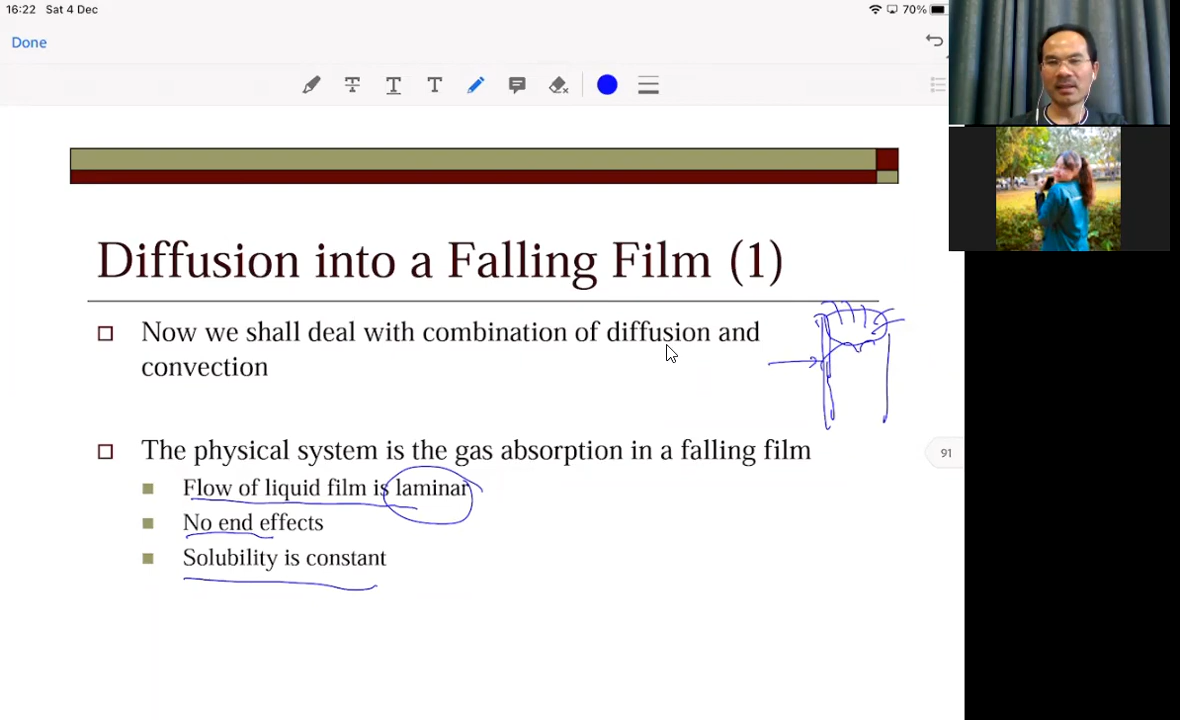 16:22 Sat 4 Dec
70%
Done
T T T
Diffusion into a Falling Film (1)
Now we shall deal with combination of diffusion and
convection
The physical system is the gas absorption in a falling film
91
Flow of liquid film is laminar
No end effects
Solubility is constant